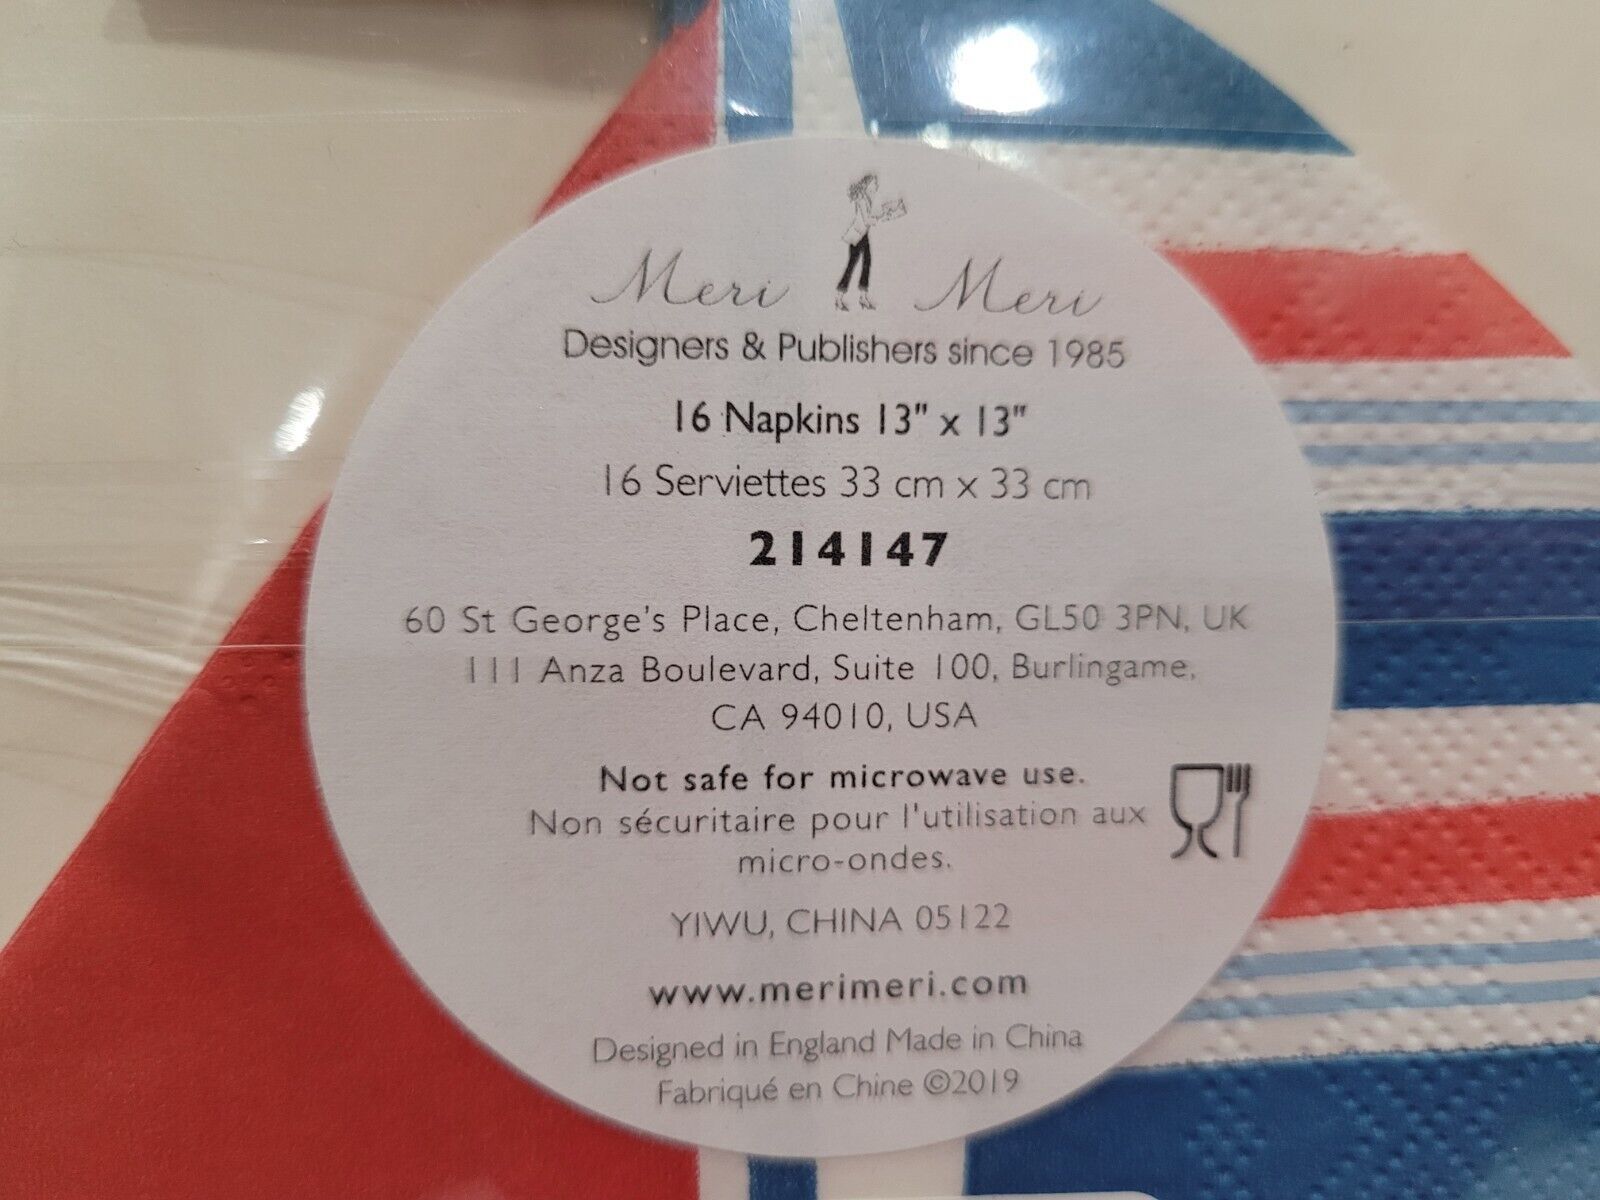 Meri Meri
Designers & Publishers since 1985
16 Napkins 13" x 13"
16 Serviettes 33 cm x 33 cm
214147
60 St George's Place, Cheltenham, GL50 3PN, UK
111 Anza Boulevard, Suite 100, Burlingame,
CA 94010, USA
Not safe for microwave use.
Non sécuritaire pour l'utilisation aux
micro-ondes.
YIWU, CHINA 05122
www.merimeri.com
Designed in England Made in China
Fabriqué en Chine ©2019